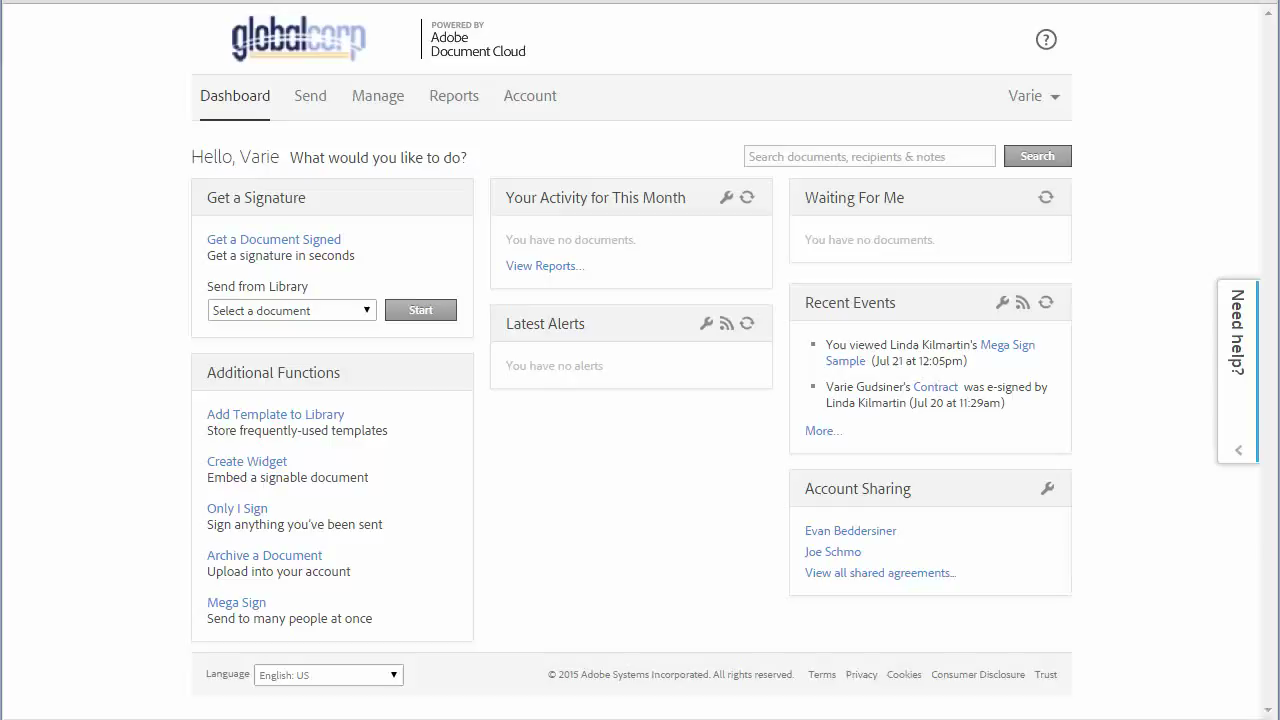 globalcorp
POWERED BY
Adobe
Document Cloud
?
Dashboard Send Manage Reports Account Varie
Hello, Varie What would you like to do?
Search documents, recipients & notes Search
Get a Signature
Get a Document Signed
Get a signature in seconds
Send from Library
Select a document Start
Additional Functions
Add Template to Library
Store frequently-used templates
Create Widget
Embed a signable document
Only I Sign
Sign anything you've been sent
Archive a Document
Upload into your account
Mega Sign
Send to many people at once
Your Activity for This Month
You have no documents.
View Reports...
Latest Alerts
You have no alerts
Waiting For Me
You have no documents.
Recent Events
You viewed Linda Kilmartin's Mega Sign
Sample (Jul 21 at 12:05pm)
Varie Gudsiner's Contract was e-signed by
Linda Kilmartin (Jul 20 at 11:29am)
More...
Account Sharing
Evan Beddersiner
Joe Schmo
View all shared agreements...
Need help?
Language English: US © 2015 Adobe Systems Incorporated. All rights reserved. Terms Privacy Cookies Consumer Disclosure Trust